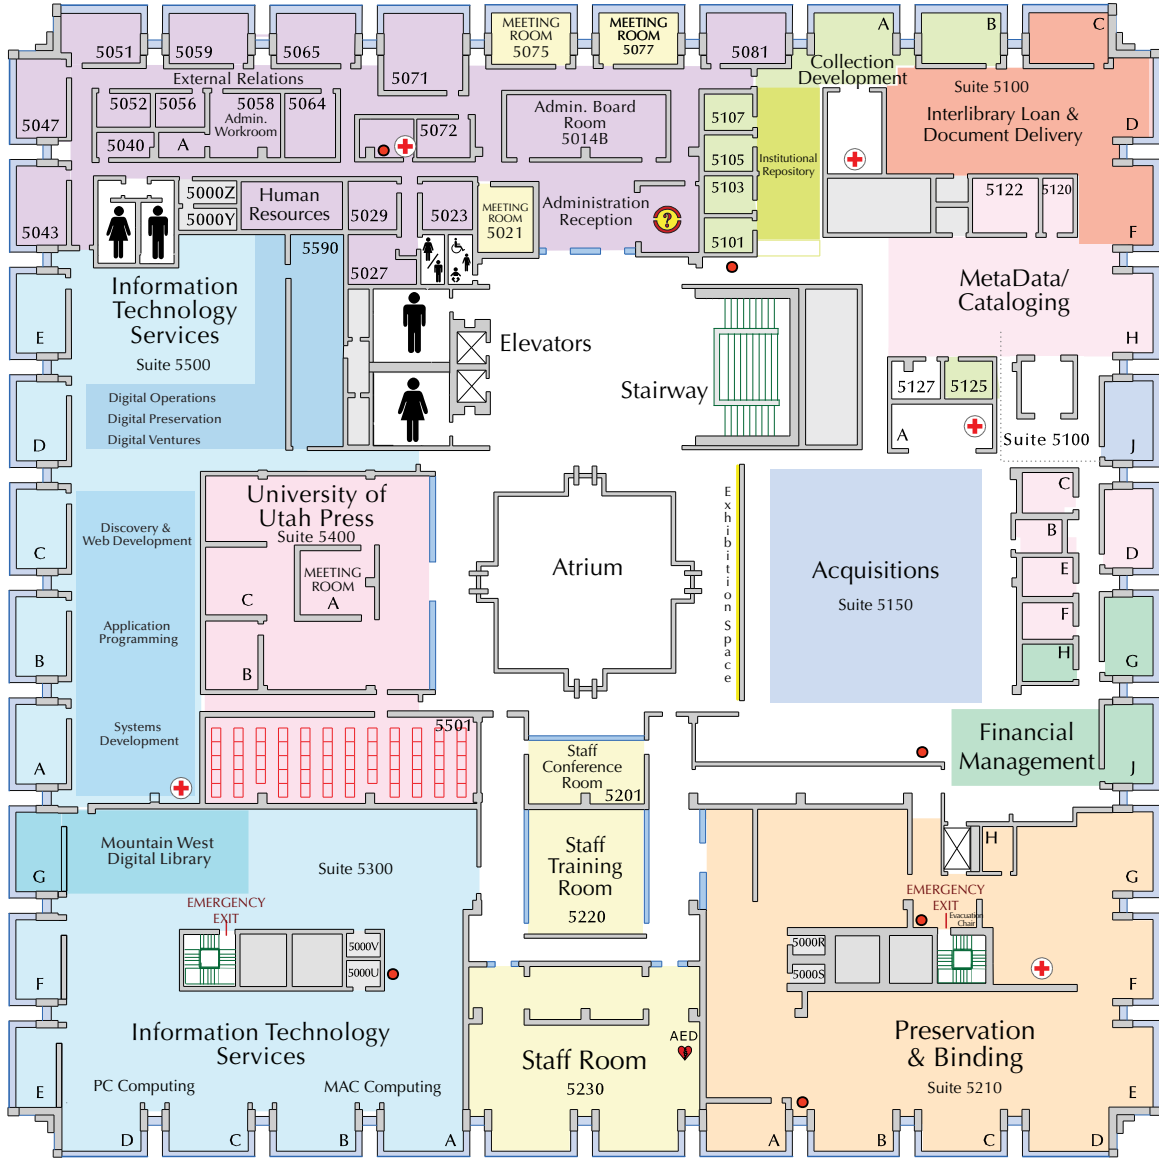 5051
5059
5065
5071
MEETING
ROOM
5075
MEETING
ROOM
5077
5081
A
B
C
External Relations
Collection
Development
Suite 5100
Interlibrary Loan &
Document Delivery
5047
5052
5056
5058
Admin.
Workroom
5064
5040
A
5072
Admin. Board
Room
5014B
5107
5105
5103
5101
Institutional
Repository
D
5043
5000Z
5000Y
Human
Resources
5029
5023
MEETING
ROOM
5021
Administration
Reception
?
5122
5120
F
5590
5027
Information
Technology
Services
Suite 5500
E
MetaData/
Cataloging
H
Elevators
Stairway
Digital Operations
Digital Preservation
Digital Ventures
D
5127
5125
A
Suite 5100
J
University of
Utah Press
Suite 5400
MEETING
ROOM
A
C
B
Discovery &
Web Development
C
Application
Programming
B
Systems
Development
A
Atrium
Exhibition Space
Acquisitions
Suite 5150
C
B
E
F
H
D
G
5501
Staff
Conference
Room
5201
Financial
Management
J
Mountain West
Digital Library
G
Suite 5300
Staff
Training
Room
5220
H
G
EMERGENCY
EXIT
5000V
5000U
F
EMERGENCY
EXIT
Evacuation
Chair
5000R
5000S
F
Information Technology
Services
PC Computing
MAC Computing
E
Staff Room
5230
AED
Preservation
& Binding
Suite 5210
E
D
C
B
A
A
B
C
D